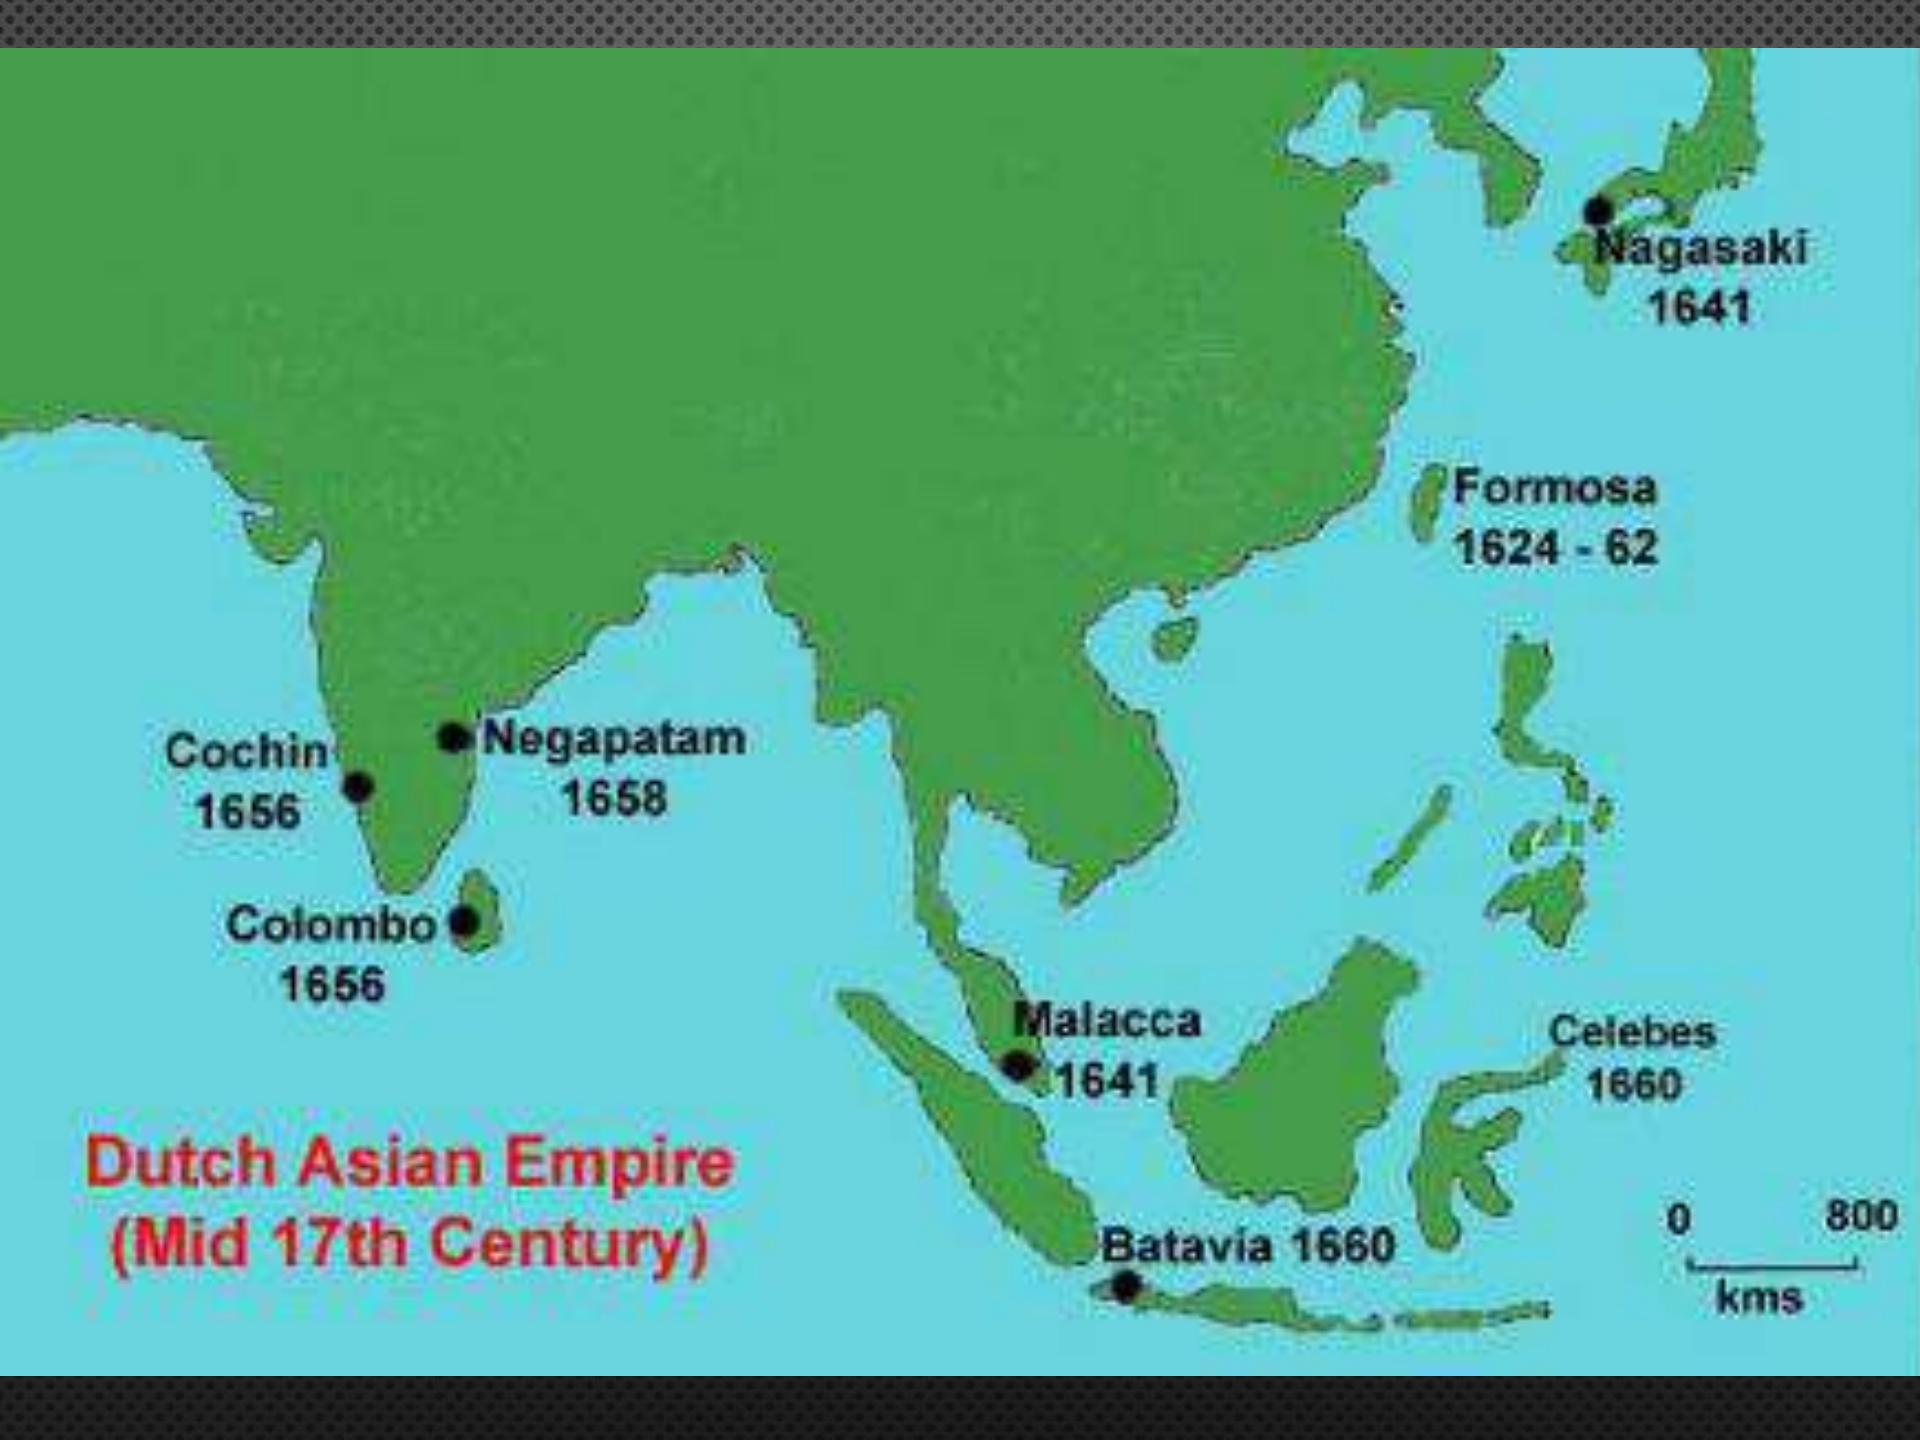 Nagasaki
1641
Formosa
1624 - 62
Cochin
1656
Negapatam
1658
Colombo
1656
Malacca
1641
Celebes
1660
Batavia 1660
Dutch Asian Empire
(Mid 17th Century)
0 800
kms